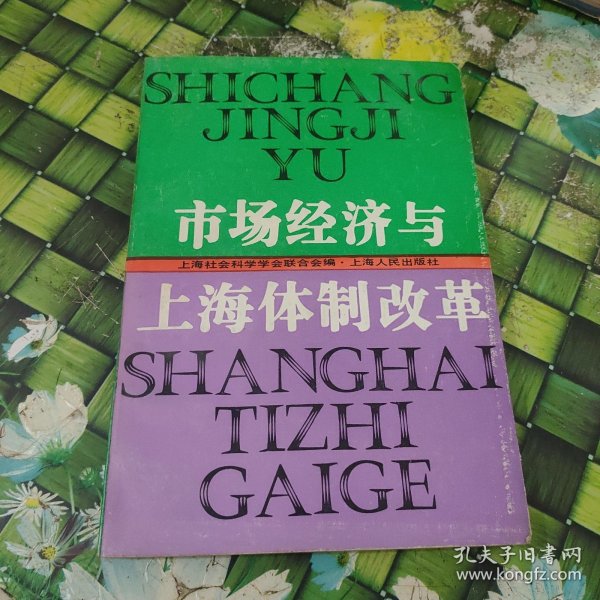 SHICHANG
JINGJI
YU
市场经济与
上海社会科学学会联合会编·上海人民出版社
上海体制改革
SHANGHAI
TIZHI
GAIGE
孔夫子旧書网
www.kongfz.com